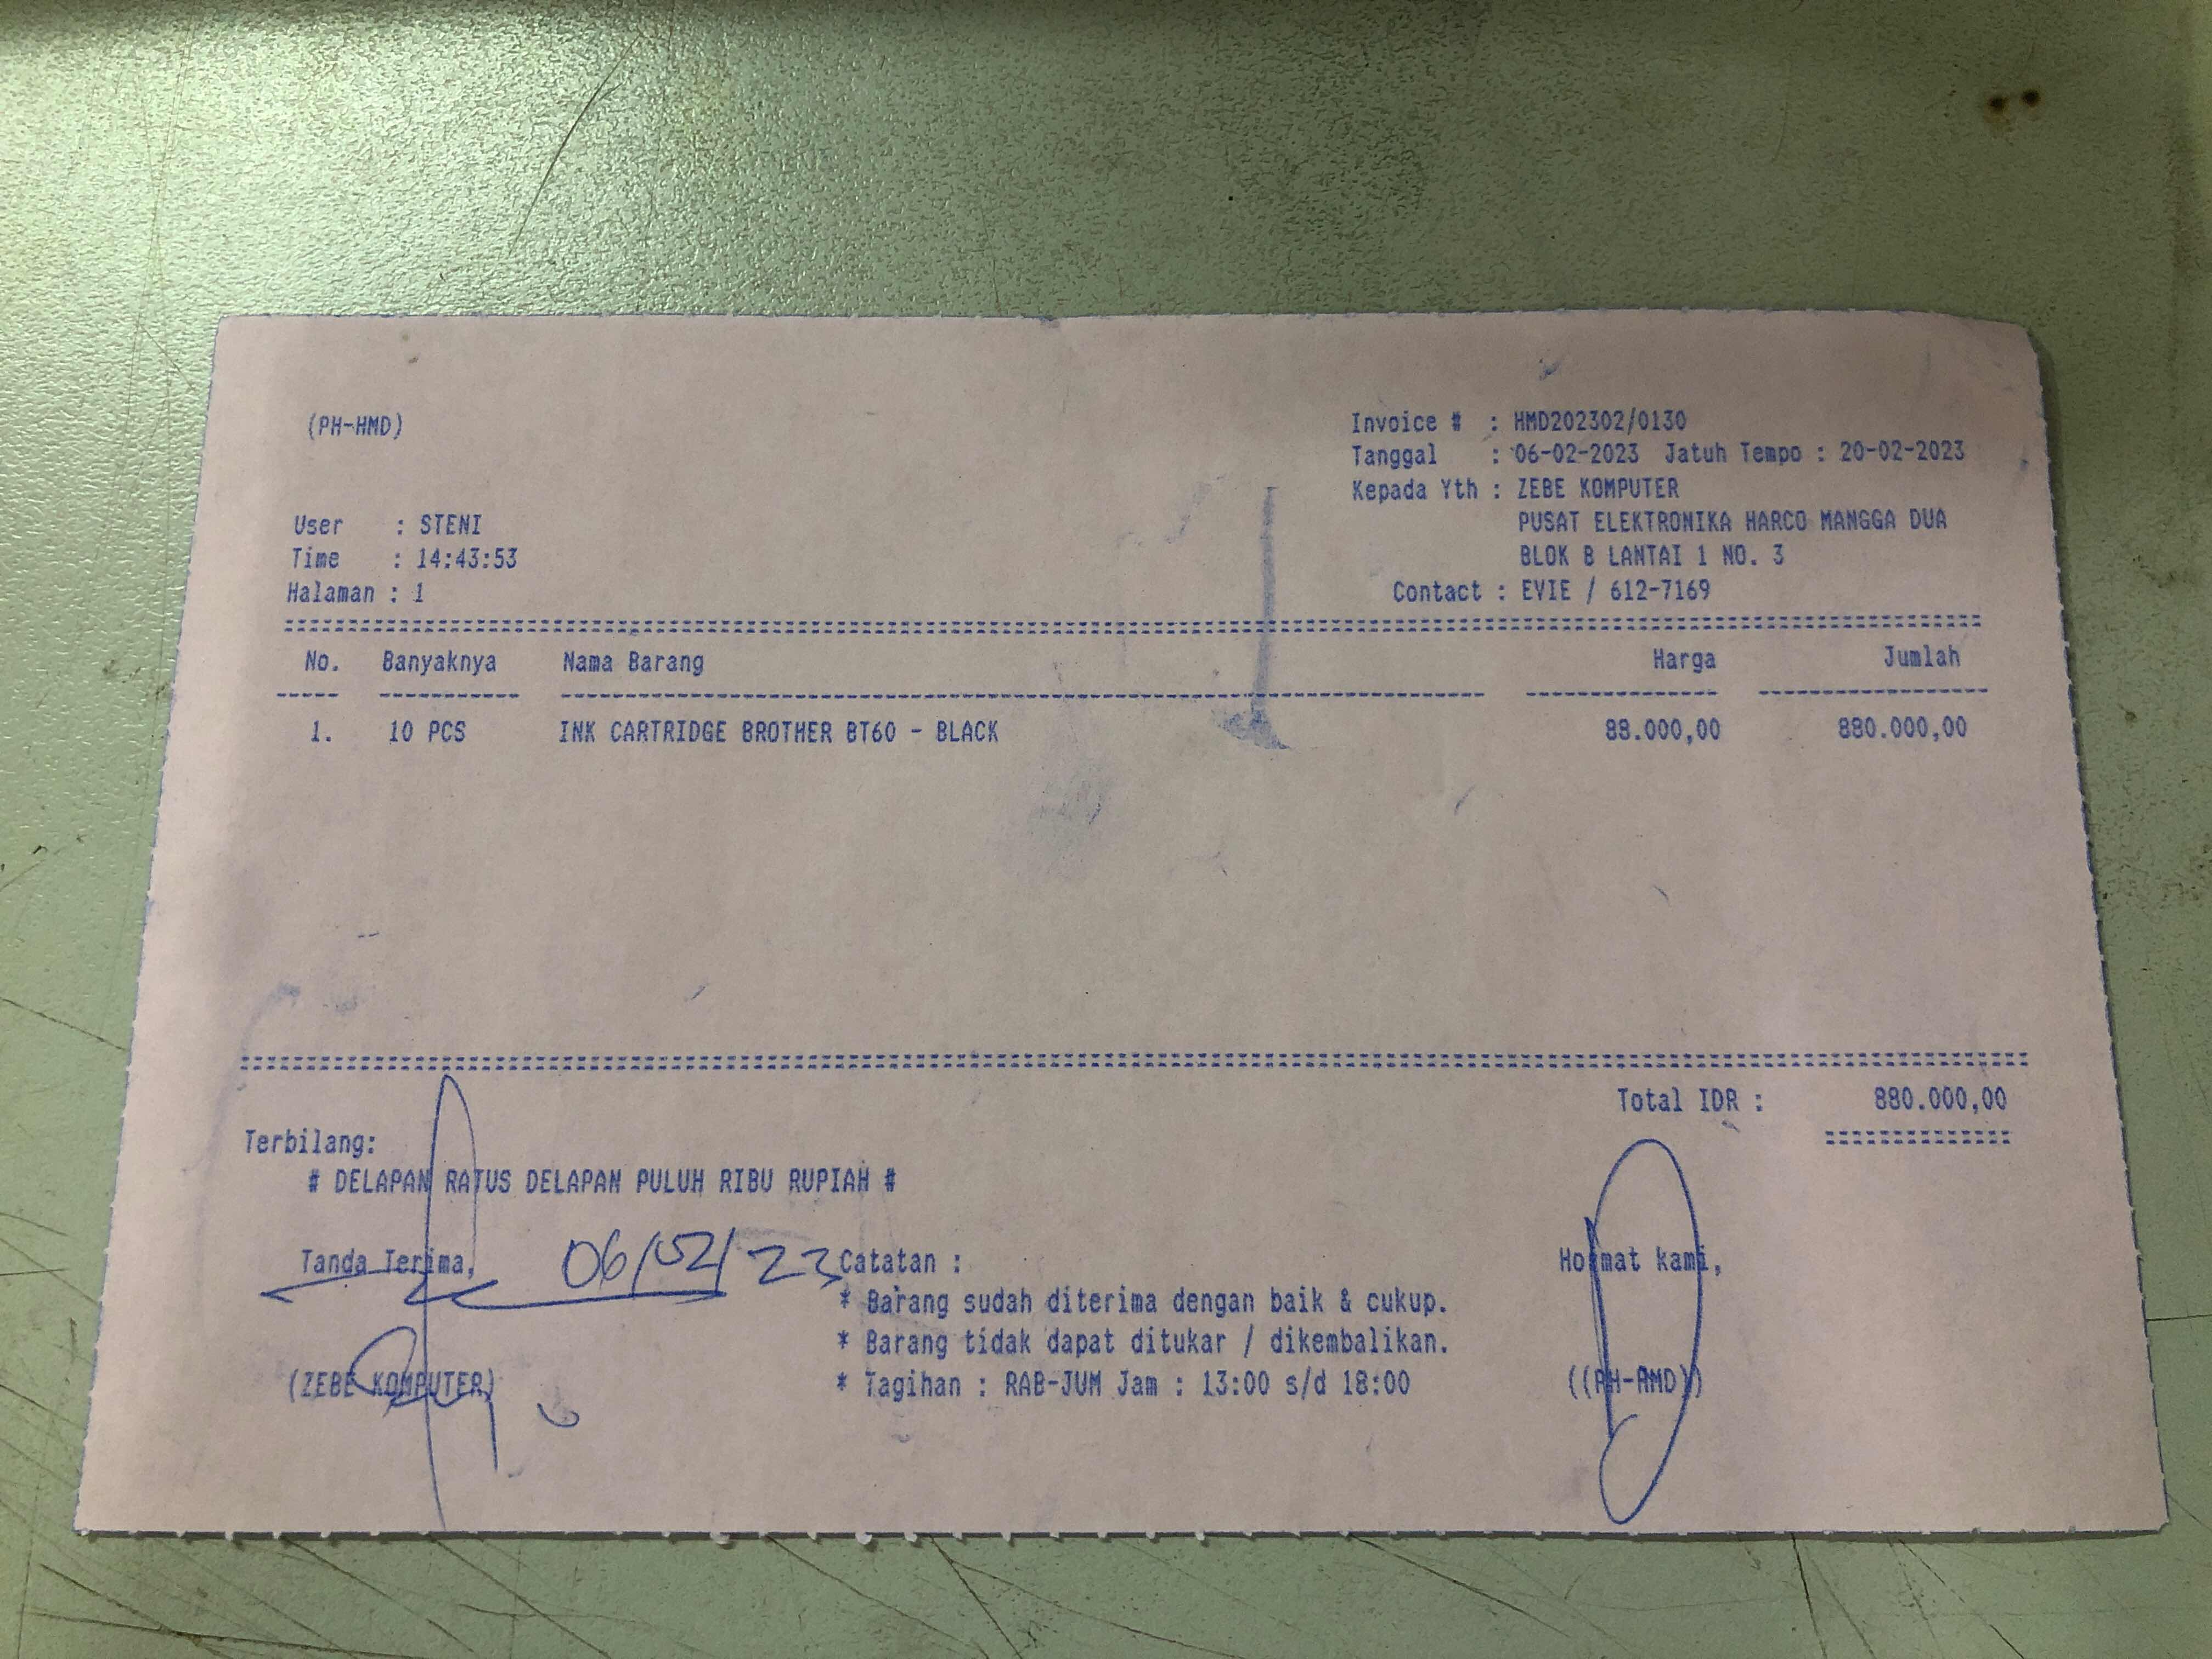 (PH-HMD)
Invoice # : HMD202302/0130
Tanggal : 06-02-2023 Jatuh Tempo : 20-02-2023
Kepada Yth : ZEBE KOMPUTER
PUSAT ELEKTRONIKA HARCO MANGGA DUA
BLOK B LANTAI 1 NO. 3
Contact : EVIE / 612-7169
User : STENI
Time : 14:43:53
Halaman : 1
No. Banyaknya Nama Barang Harga Jumlah
1. 10 PCS INK CARTRIDGE BROTHER BT60 - BLACK 88.000,00 880.000,00
Total IDR : 880.000,00
Terbilang:
# DELAPAN RATUS DELAPAN PULUH RIBU RUPIAH #
Tanda Terima, 06/02/23
(ZEBE KOMPUTER)
Catatan :
* Barang sudah diterima dengan baik & cukup.
* Barang tidak dapat ditukar / dikembalikan.
* Tagihan : RAB-JUM Jam : 13:00 s/d 18:00
Hormat kami,
((PH-HMD))